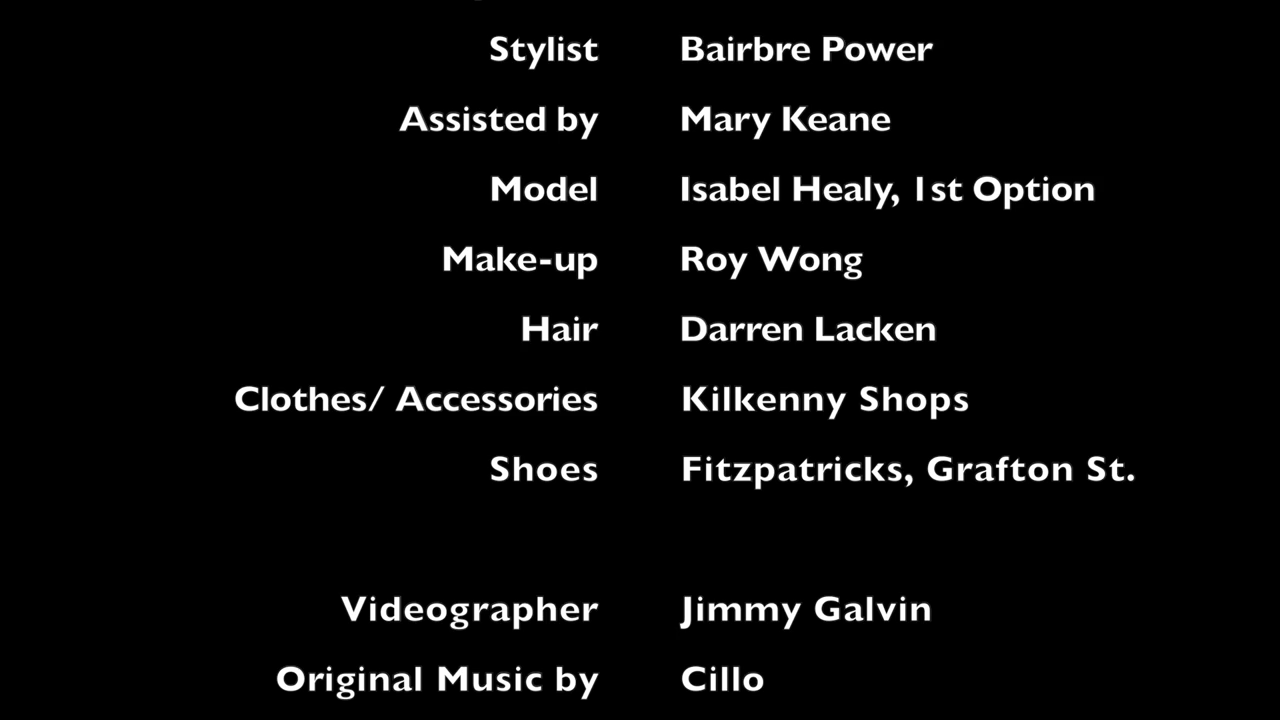 Stylist Bairbre Power
Assisted by Mary Keane
Model Isabel Healy, 1st Option
Make-up Roy Wong
Hair Darren Lacken
Clothes/ Accessories Kilkenny Shops
Shoes Fitzpatricks, Grafton St.
Videographer Jimmy Galvin
Original Music by Cillo